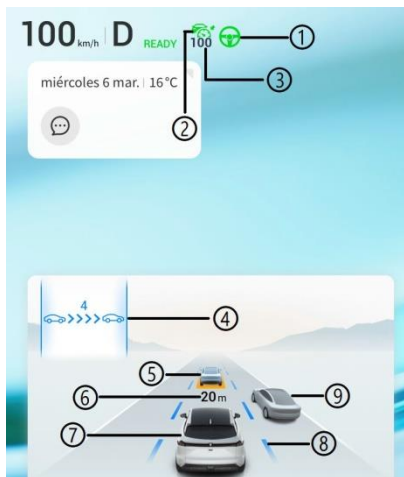 100 km/h D READY 100 ①
miércoles 6 mar. 16°C
② ③
4
④
⑤
⑥ 20 m ⑨
⑦ ⑧